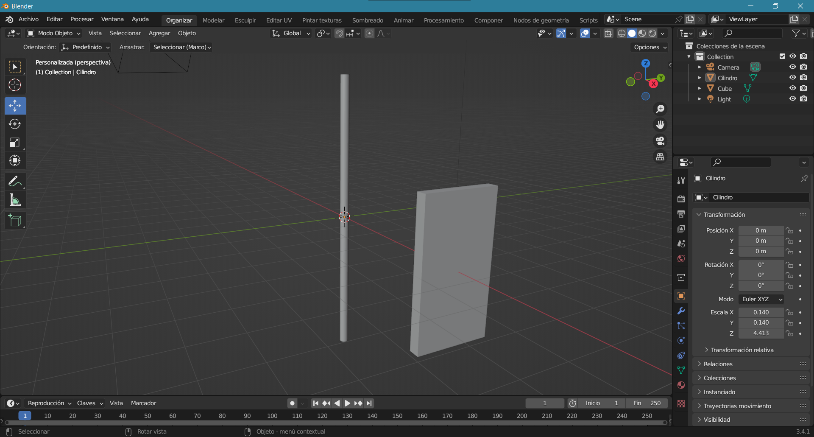 Blender
Archivo Editar Procesar Ventana Ayuda Organizar Modelar Esculpir Editar UV Pintar texturas Sombreado Animar Procesamiento Componer Nodos de geometría Scripts Scene ViewLayer
Modo Objeto Vista Seleccionar Agregar Objeto Global
Orientación: Predefinido Arrastrar: Seleccionar (Marco) Opciones
Personalizada (perspectiva)
(1) Collection | Cilindro
Z
Y
X
Colecciones de la escena
Collection
Camera
Cilindro
Cube
Light
Cilindro
Cilindro
Transformación
Posición X 0 m
Y 0 m
Z 0 m
Rotación X 0°
Y 0°
Z 0°
Modo Euler XYZ
Escala X 0.140
Y 0.140
Z 4.413
Transformación relativa
Relaciones
Colecciones
Instanciado
Trayectorias movimiento
Visibilidad
Reproducción Claves Vista Marcador 1 Inicio 1 Fin 250
1 10 20 30 40 50 60 70 80 90 100 110 120 130 140 150 160 170 180 190 200 210 220 230 240 250
Seleccionar Rotar vista Objeto - menú contextual 3.4.1